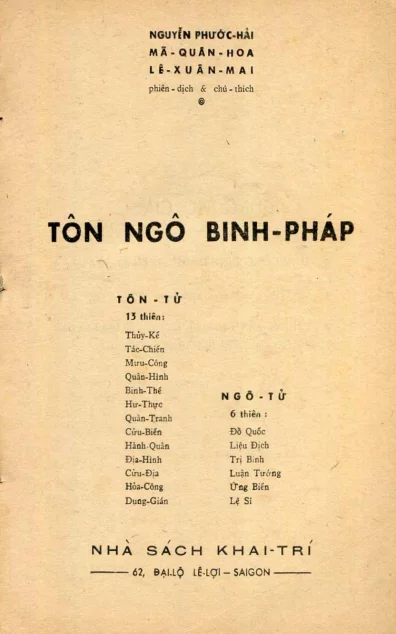 NGUYỄN PHƯỚC-HẢI
MÃ-QUÂN-HOA
LÊ-XUÂN-MAI
phiên-dịch & chú-thích
TÔN NGÔ BINH-PHÁP
TÔN-TỬ
13 thiên:
Thủy-Kế
Tác-Chiến
Mưu-Công
Quân-Hình
Binh-Thế
Hư-Thực
Quân-Tranh
Cửu-Biến
Hành-Quân
Địa-Hình
Cửu-Địa
Hỏa-Công
Dụng-Gián
NGÔ-TỬ
6 thiên:
Đồ Quốc
Liệu Địch
Trị Binh
Luận Tướng
Ứng Biến
Lệ Sĩ
NHÀ SÁCH KHAI-TRÍ
62, ĐẠI-LỘ LÊ-LỢI – SAIGON